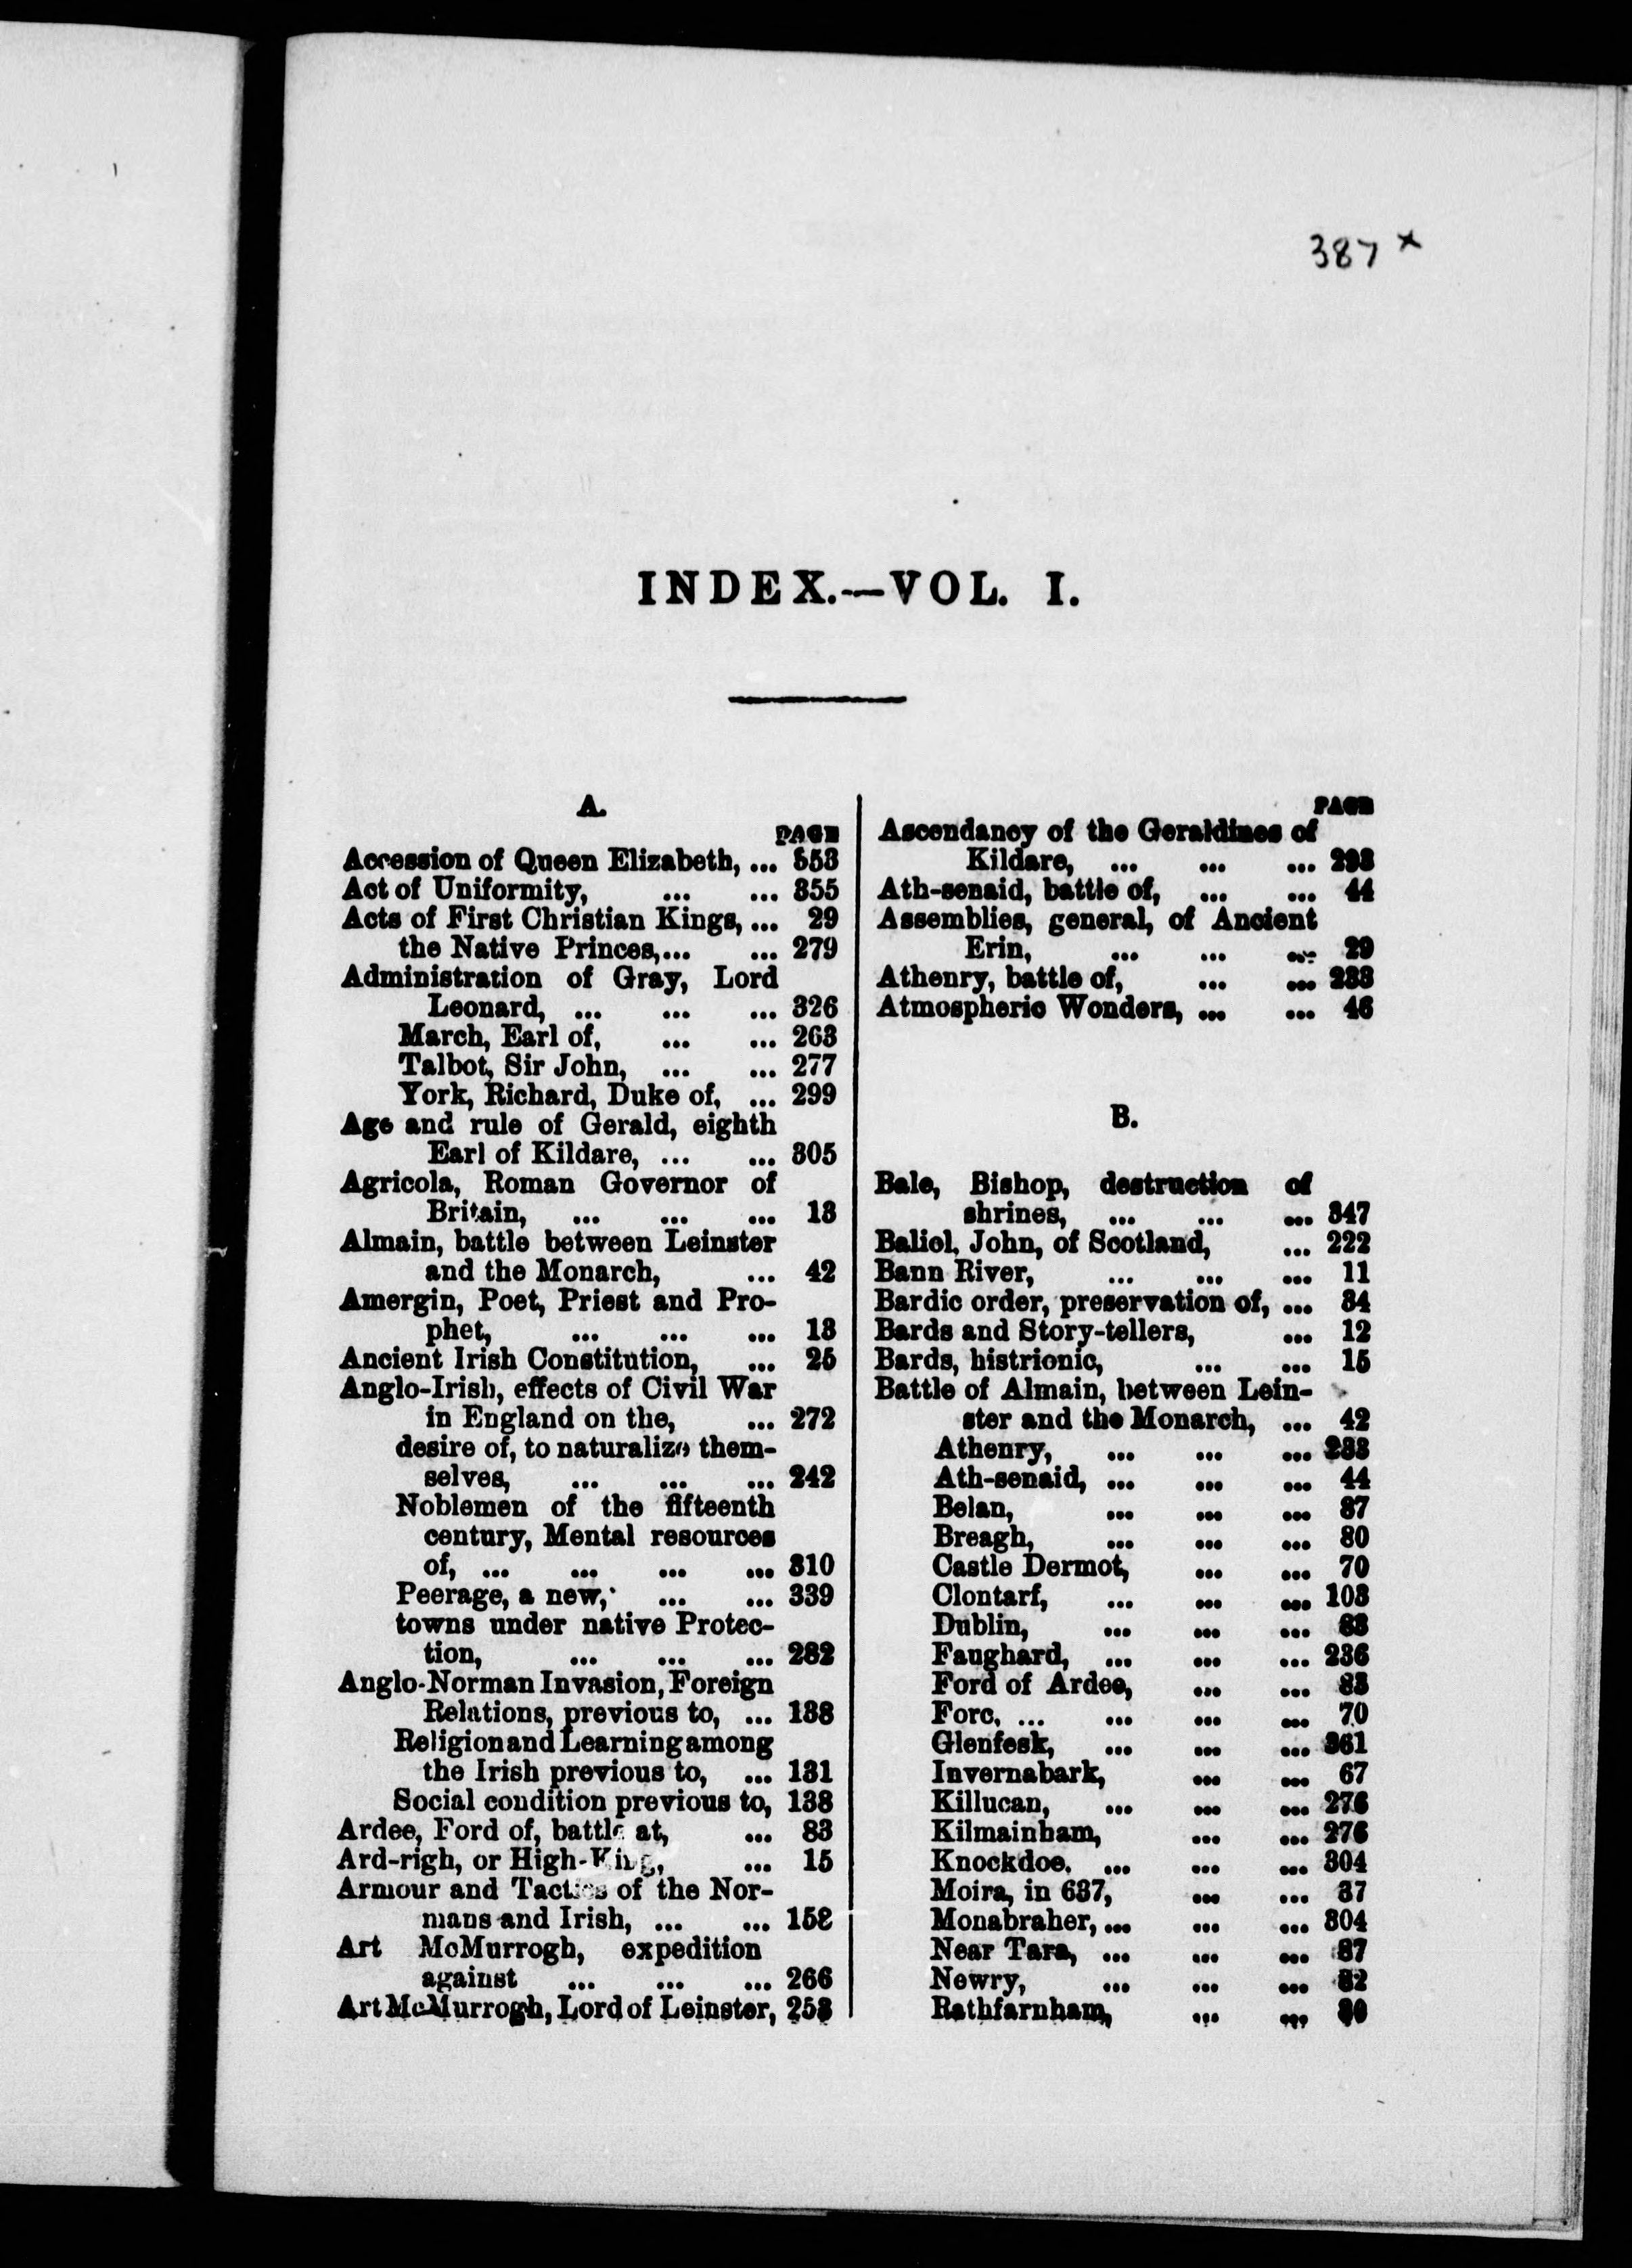 387 x
INDEX.—VOL. I.
A.
PAGE
Accession of Queen Elizabeth, ... 353
Act of Uniformity, ... ... 355
Acts of First Christian Kings, ... 29
the Native Princes,... ... 279
Administration of Gray, Lord
Leonard, ... ... ... 326
March, Earl of, ... ... 263
Talbot, Sir John, ... ... 277
York, Richard, Duke of, ... 299
Age and rule of Gerald, eighth
Earl of Kildare, ... ... 305
Agricola, Roman Governor of
Britain, ... ... ... 13
Almain, battle between Leinster
and the Monarch, ... 42
Amergin, Poet, Priest and Pro-
phet, ... ... ... 13
Ancient Irish Constitution, ... 25
Anglo-Irish, effects of Civil War
in England on the, ... 272
desire of, to naturalize them-
selves, ... ... ... 242
Noblemen of the fifteenth
century, Mental resources
of, ... ... ... ... 310
Peerage, a new, ... ... 339
towns under native Protec-
tion, ... ... ... 282
Anglo-Norman Invasion, Foreign
Relations, previous to, ... 138
Religion and Learning among
the Irish previous to, ... 131
Social condition previous to, 138
Ardee, Ford of, battle at, ... 83
Ard-righ, or High-King, ... 15
Armour and Tactics of the Nor-
mans and Irish, ... ... 158
Art McMurrogh, expedition
against ... ... ... 266
Art McMurrogh, Lord of Leinster, 258
PAGE
Ascendancy of the Geraldines of
Kildare, ... ... ... 293
Ath-senaid, battle of, ... ... 44
Assemblies, general, of Ancient
Erin, ... ... ... 29
Athenry, battle of, ... ... 233
Atmospheric Wonders, ... ... 46
B.
Bale, Bishop, destruction of
shrines, ... ... ... 347
Baliol, John, of Scotland, ... 222
Bann River, ... ... ... 11
Bardic order, preservation of, ... 34
Bards and Story-tellers, ... 12
Bards, histrionic, ... ... 15
Battle of Almain, between Lein-
ster and the Monarch, ... 42
Athenry, ... ... ... 233
Ath-senaid, ... ... ... 44
Belan, ... ... ... 87
Breagh, ... ... ... 80
Castle Dermot, ... ... 70
Clontarf, ... ... ... 103
Dublin, ... ... ...
Faughard, ... ... ... 236
Ford of Ardee, ... ... 83
Forc, ... ... ... ... 70
Glenfesk, ... ... ... 361
Invernabark, ... ... 67
Killucan, ... ... ... 276
Kilmainham, ... ... 276
Knockdoe, ... ... ... 304
Moira, in 637, ... ... 37
Monabraher, ... ... ... 304
Near Tara, ... ... ... 87
Newry, ... ... ... 82
Rathfarnham, ... ... 80